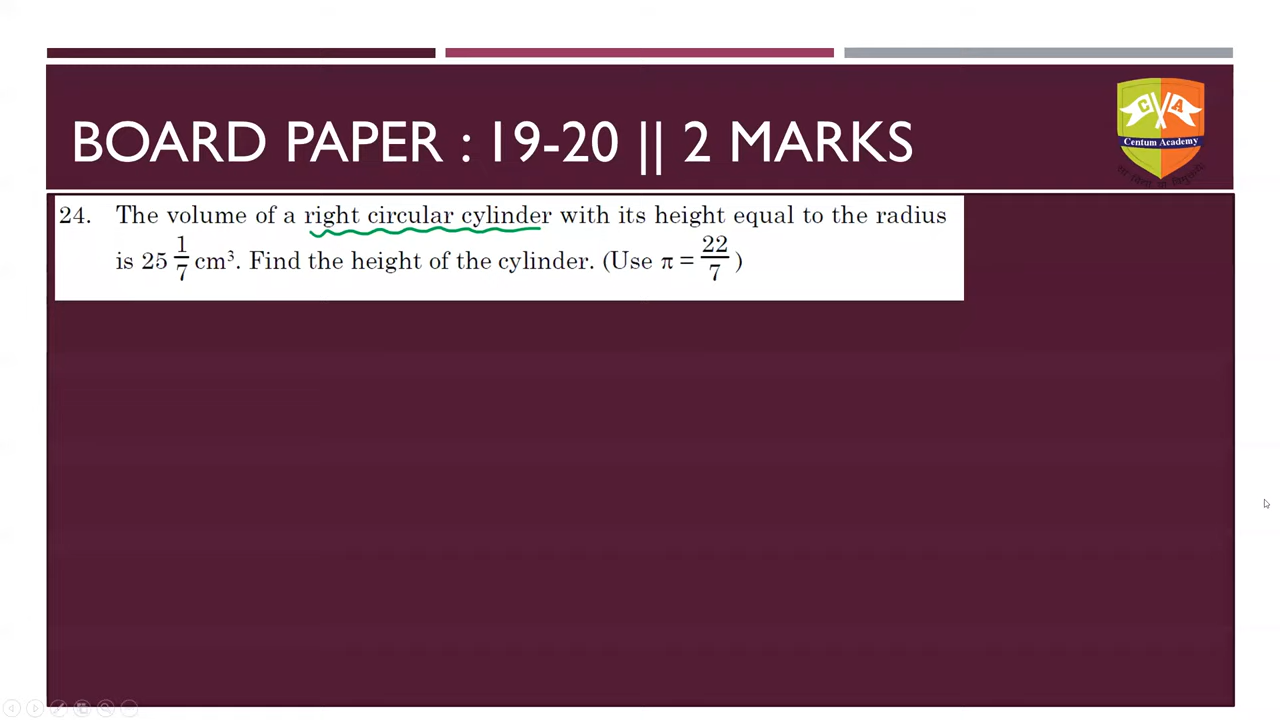 BOARD PAPER : 19-20 || 2 MARKS
C A
Centum Academy
24. The volume of a right circular cylinder with its height equal to the radius
is 25 1/7 cm³. Find the height of the cylinder. (Use π = 22/7 )